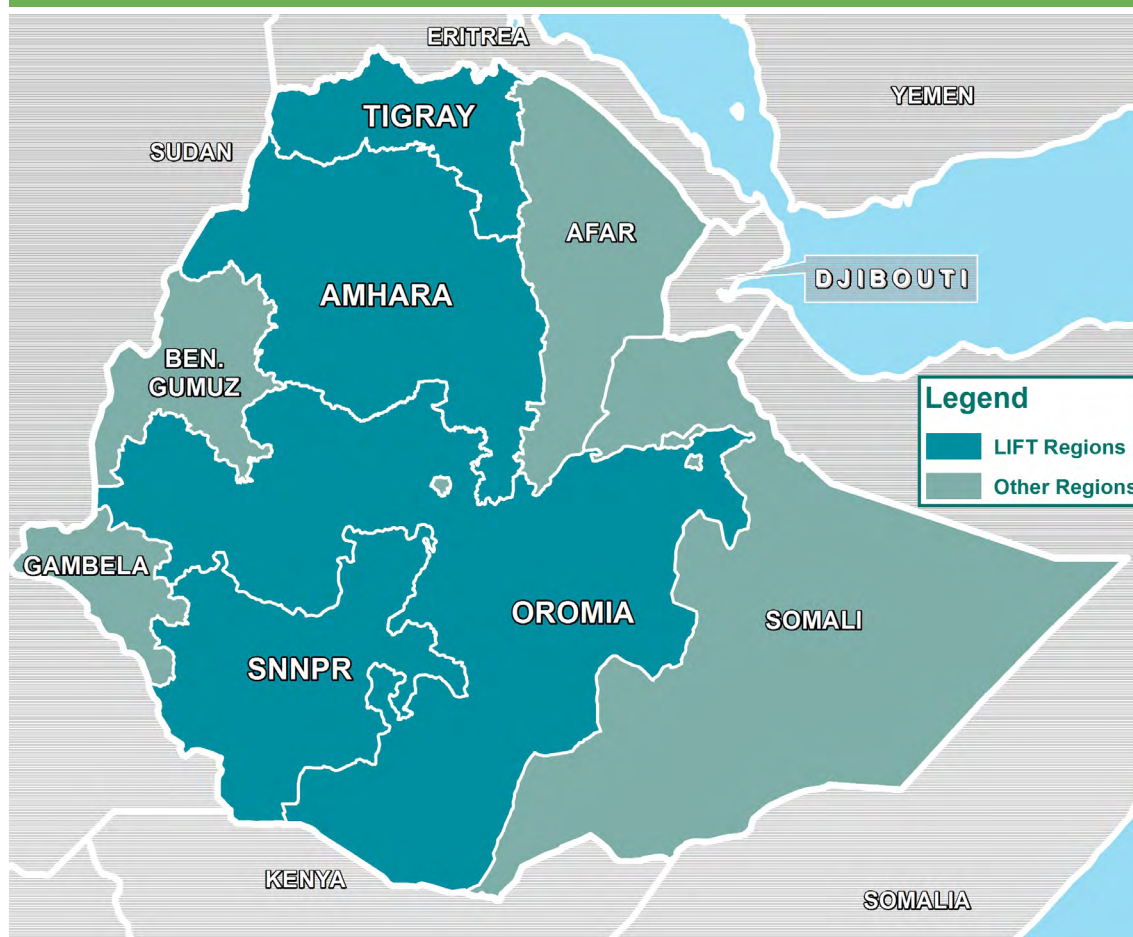 ERITREA
YEMEN
TIGRAY
SUDAN
AFAR
DJIBOUTI
AMHARA
BEN.
GUMUZ
Legend
LIFT Regions
Other Regions
GAMBELA
OROMIA
SOMALI
SNNPR
KENYA
SOMALIA